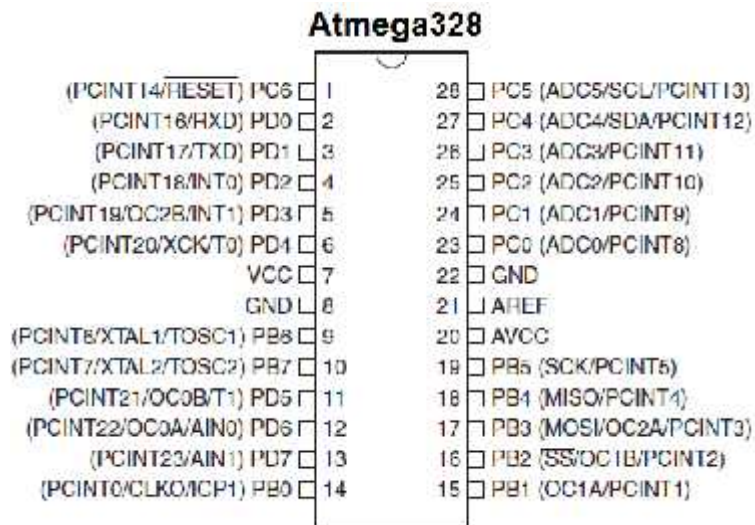 Atmega328
(PCINT14/RESET) PC6 1 28 PC5 (ADC5/SCL/PCINT13)
(PCINT16/RXD) PD0 2 27 PC4 (ADC4/SDA/PCINT12)
(PCINT17/TXD) PD1 3 26 PC3 (ADC3/PCINT11)
(PCINT18/INT0) PD2 4 25 PC2 (ADC2/PCINT10)
(PCINT19/OC2B/INT1) PD3 5 24 PC1 (ADC1/PCINT9)
(PCINT20/XCK/T0) PD4 6 23 PC0 (ADC0/PCINT8)
VCC 7 22 GND
GND 8 21 AREF
(PCINT6/XTAL1/TOSC1) PB6 9 20 AVCC
(PCINT7/XTAL2/TOSC2) PB7 10 19 PB5 (SCK/PCINT5)
(PCINT21/OC0B/T1) PD5 11 18 PB4 (MISO/PCINT4)
(PCINT22/OC0A/AIN0) PD6 12 17 PB3 (MOSI/OC2A/PCINT3)
(PCINT23/AIN1) PD7 13 16 PB2 (SS/OC1B/PCINT2)
(PCINT0/CLKO/ICP1) PB0 14 15 PB1 (OC1A/PCINT1)